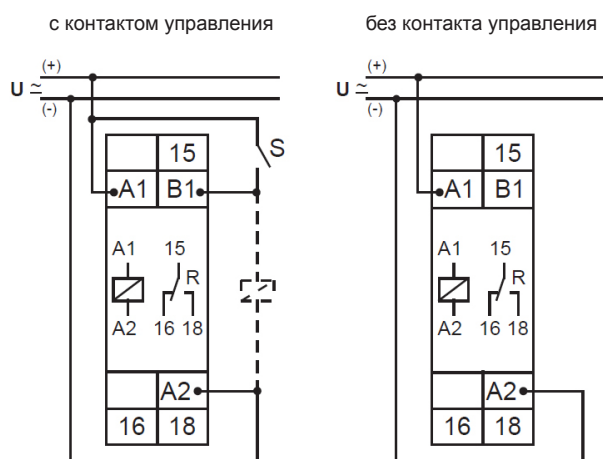 с контактом управления
без контакта управления
(+)
U ≃
(-)
S
15
A1 B1
A1 15
R
A2 16 18
A2
16 18
(+)
U ≃
(-)
15
A1 B1
A1 15
R
A2 16 18
A2
16 18